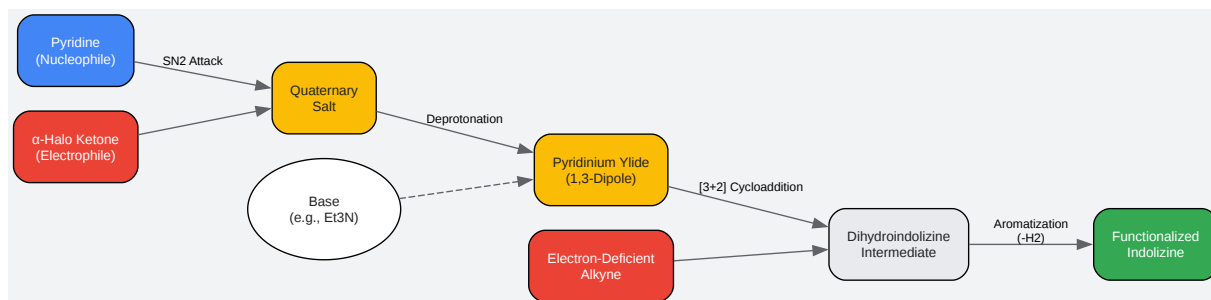 Pyridine
(Nucleophile)
SN2 Attack
α-Halo Ketone
(Electrophile)
Quaternary
Salt
Deprotonation
Base
(e.g., Et3N)
Pyridinium Ylide
(1,3-Dipole)
[3+2] Cycloaddition
Electron-Deficient
Alkyne
Dihydroindolizine
Intermediate
Aromatization
(-H2)
Functionalized
Indolizine